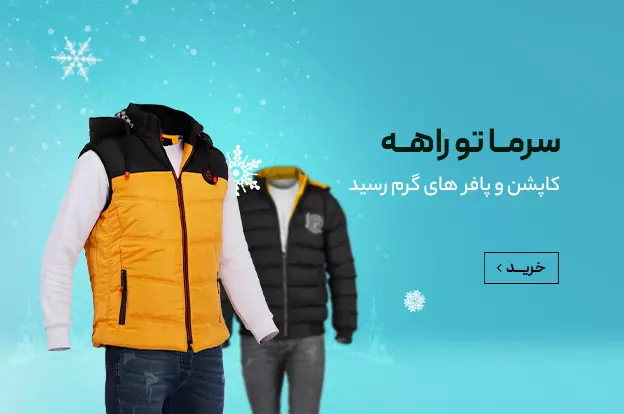 سرما تو راهه
کاپشن و پافر های گرم رسید
خرید